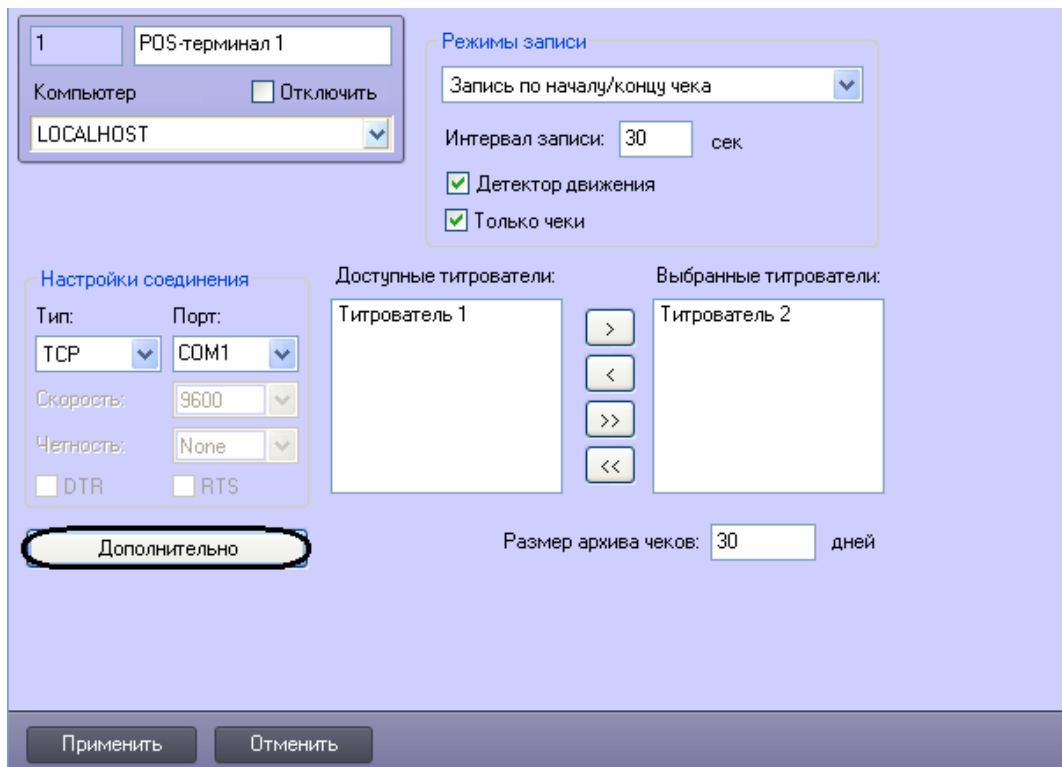 1 POS-терминал 1
Компьютер Отключить
LOCALHOST
Режимы записи
Запись по началу/концу чека
Интервал записи: 30 сек
Детектор движения
Только чеки
Настройки соединения
Тип: Порт:
TCP COM1
Скорость: 9600
Четность: None
DTR RTS
Дополнительно
Доступные титрователи:
Титрователь 1
>
<
>>
<<
Выбранные титрователи:
Титрователь 2
Размер архива чеков: 30 дней
Применить Отменить